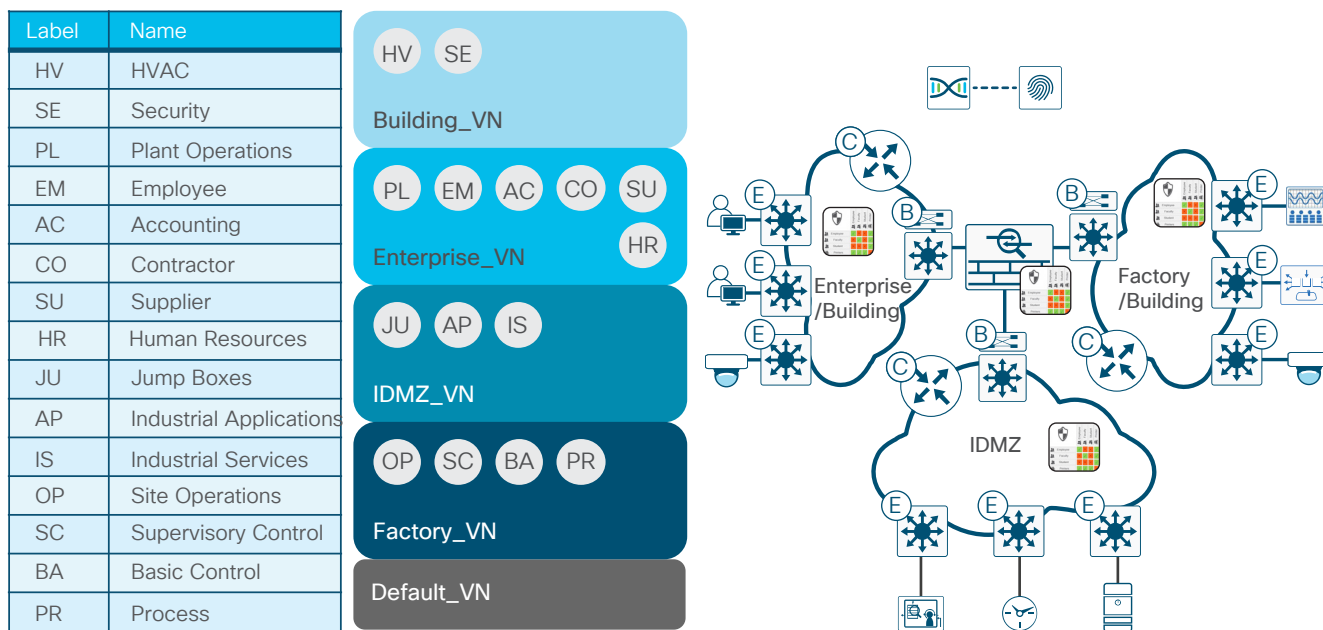 Label Name
HV HVAC
SE Security
PL Plant Operations
EM Employee
AC Accounting
CO Contractor
SU Supplier
HR Human Resources
JU Jump Boxes
AP Industrial Applications
IS Industrial Services
OP Site Operations
SC Supervisory Control
BA Basic Control
PR Process
HV SE
Building_VN
PL EM AC CO SU
HR
Enterprise_VN
JU AP IS
IDMZ_VN
OP SC BA PR
Factory_VN
Default_VN
C
E
E
E
B
Enterprise
/Building
B
E
E
E
C
Factory
/Building
B
C
IDMZ
E
E
E